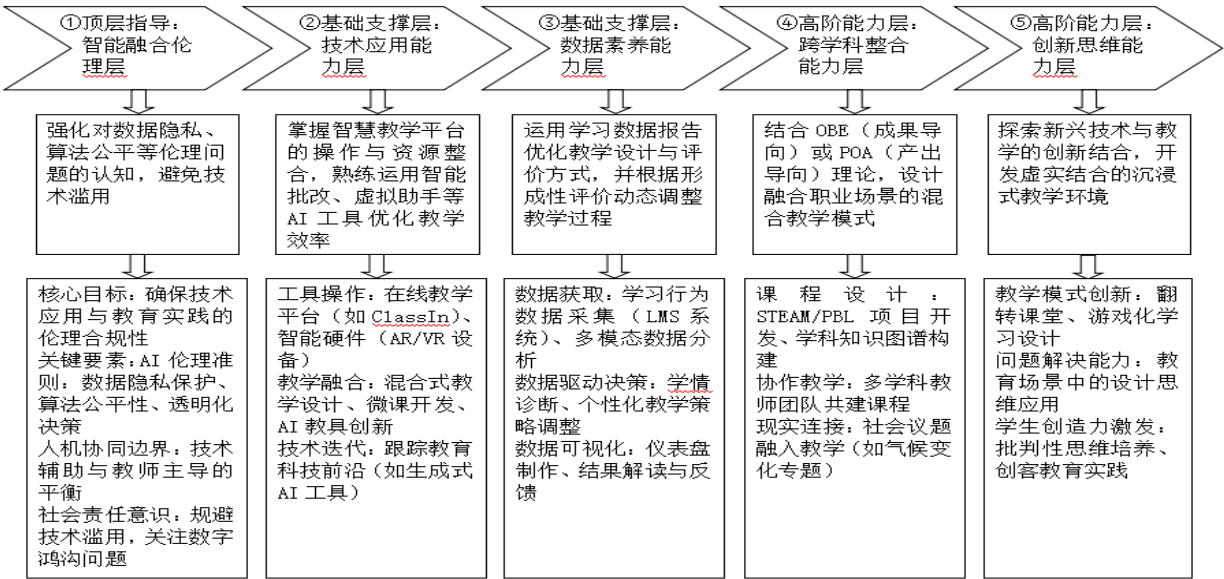 ①顶层指导：
智能融合伦
理层
②基础支撑层：
技术应用能
力层
③基础支撑层：
数据素养能
力层
④高阶能力层：
跨学科整合
能力层
⑤高阶能力层：
创新思维能
力层
强化对数据隐私、
算法公平等伦理问
题的认知，避免技
术滥用
掌握智慧教学平台
的操作与资源整
合，熟练运用智能
批改、虚拟助手等
AI 工具优化教学
效率
运用学习数据报告
优化教学设计与评
价方式，并根据形
成性评价动态调整
教学过程
结合 OBE（成果导
向）或 POA（产出
导向）理论，设计
融合职业场景的混
合教学模式
探索新兴技术与教
学的创新结合，开
发虚实结合的沉浸
式教学环境
核心目标：确保技术
应用与教育实践的
伦理合规性
关键要素：AI 伦理准
则：数据隐私保护、
算法公平性、透明化
决策
人机协同边界：技术
辅助与教师主导的
平衡
社会责任意识：规避
技术滥用，关注数字
鸿沟问题
工具操作：在线教学
平台（如 ClassIn）、
智能硬件（AR/VR 设
备）
教学融合：混合式教
学设计、微课开发、
AI 教具创新
技术迭代：跟踪教育
科技前沿（如生成式
AI 工具）
数据获取：学习行为
数据采集（LMS 系
统）、多模态数据分
析
数据驱动决策：学情
诊断、个性化教学策
略调整
数据可视化：仪表盘
制作、结果解读与反
馈
课程设计：
STEAM/PBL 项目开
发、学科知识图谱构
建
协作教学：多学科教
师团队共建课程
现实连接：社会议题
融入教学（如气候变
化专题）
教学模式创新：翻
转课堂、游戏化学
习设计
问题解决能力：教
育场景中的设计思
维应用
学生创造力激发：
批判性思维培养、
创客教育实践